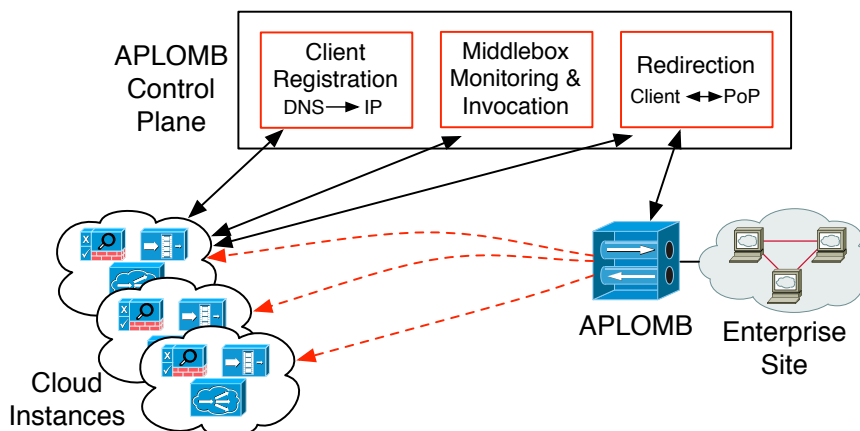 APLOMB
Control
Plane
Client
Registration
DNS IP
Middlebox
Monitoring &
Invocation
Redirection
Client PoP
APLOMB
Enterprise
Site
Cloud
Instances
X
✓
X
✓
X
✓